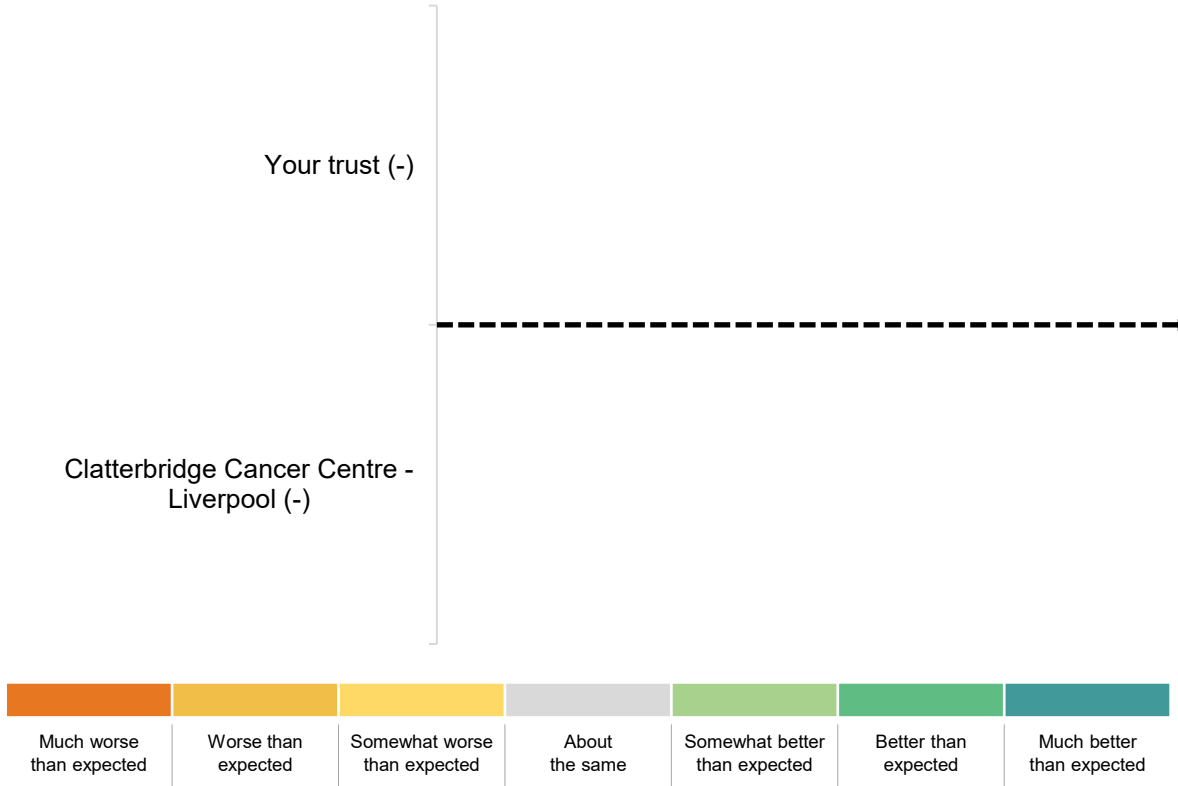 Your trust (-)
Clatterbridge Cancer Centre -
Liverpool (-)
Much worse
than expected
Worse than
expected
Somewhat worse
than expected
About
the same
Somewhat better
than expected
Better than
expected
Much better
than expected